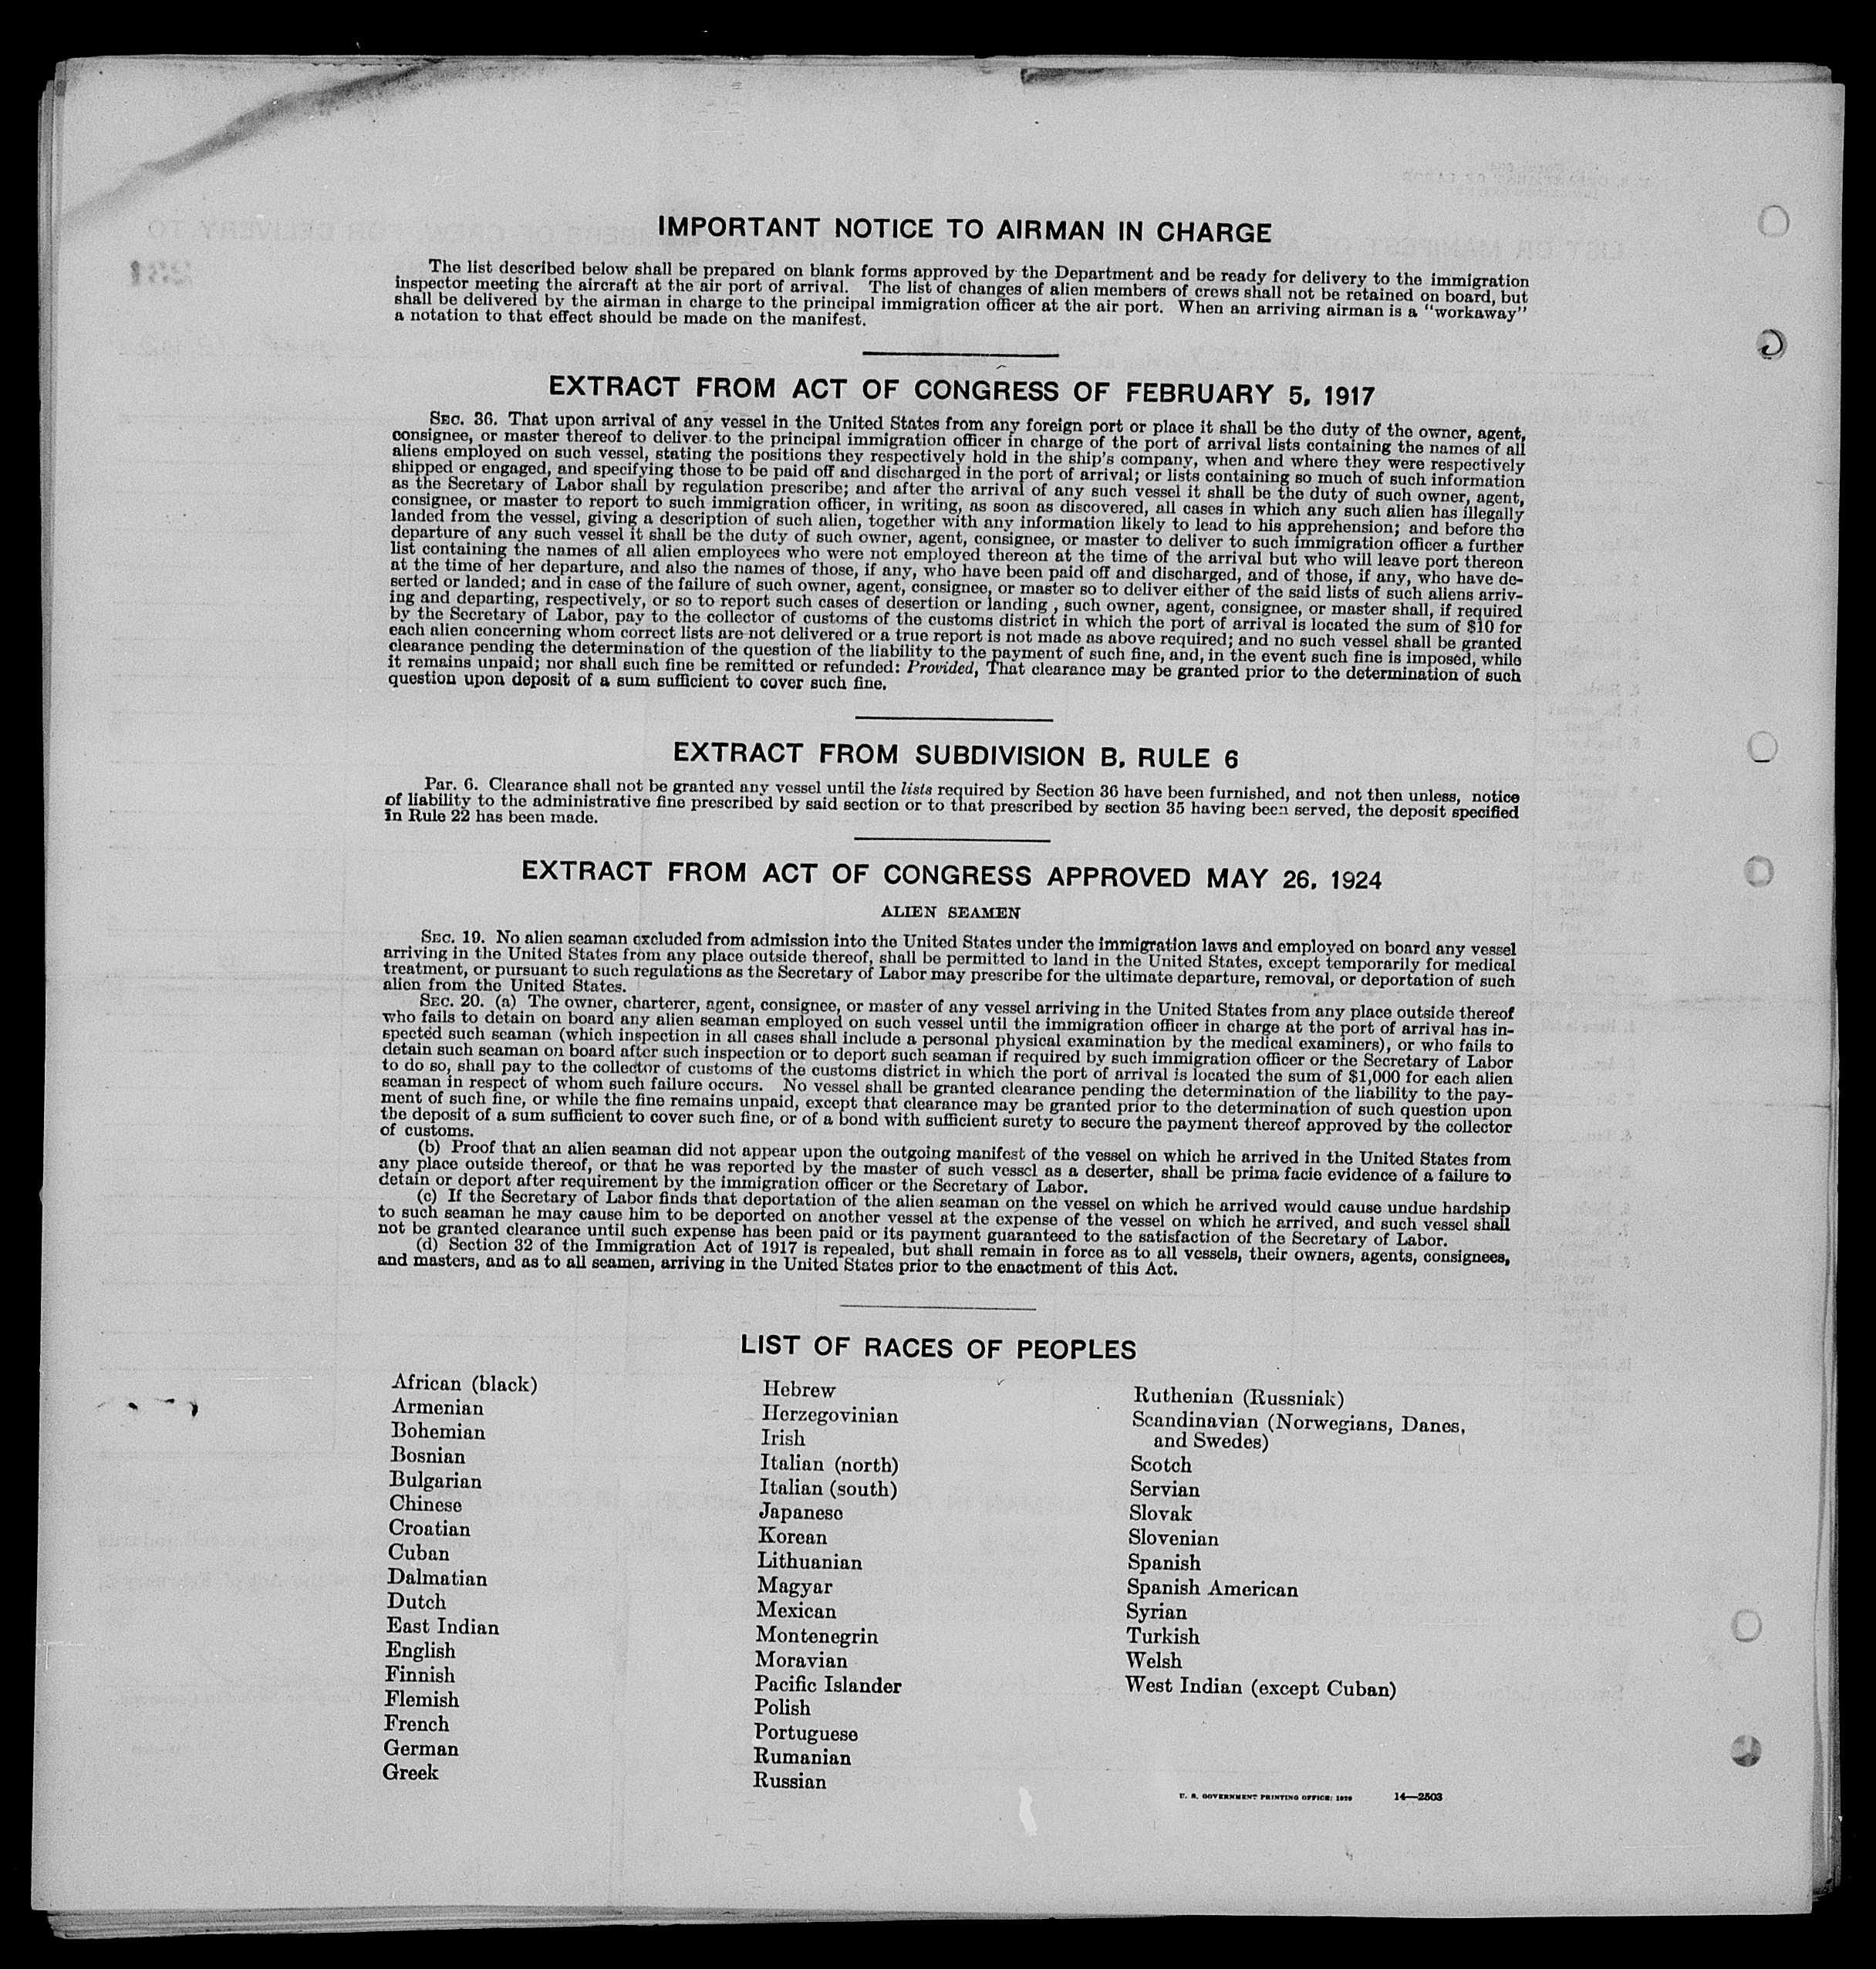 IMPORTANT NOTICE TO AIRMAN IN CHARGE
The list described below shall be prepared on blank forms approved by the Department and be ready for delivery to the immigration
inspector meeting the aircraft at the air port of arrival. The list of changes of alien members of crews shall not be retained on board, but
shall be delivered by the airman in charge to the principal immigration officer at the air port. When an arriving airman is a "workaway"
a notation to that effect should be made on the manifest.
EXTRACT FROM ACT OF CONGRESS OF FEBRUARY 5, 1917
SEC. 36. That upon arrival of any vessel in the United States from any foreign port or place it shall be the duty of the owner, agent,
consignee, or master thereof to deliver to the principal immigration officer in charge of the port of arrival lists containing the names of all
aliens employed on such vessel, stating the positions they respectively hold in the ship's company, when and where they were respectively
shipped or engaged, and specifying those to be paid off and discharged in the port of arrival; or lists containing so much of such information
as the Secretary of Labor shall by regulation prescribe; and after the arrival of any such vessel it shall be the duty of such owner, agent,
consignee, or master to report to such immigration officer, in writing, as soon as discovered, all cases in which any such alien has illegally
landed from the vessel, giving a description of such alien, together with any information likely to lead to his apprehension; and before the
departure of any such vessel it shall be the duty of such owner, agent, consignee, or master to deliver to such immigration officer a further
list containing the names of all alien employees who were not employed thereon at the time of the arrival but who will leave port thereon
at the time of her departure, and also the names of those, if any, who have been paid off and discharged, and of those, if any, who have de-
serted or landed; and in case of the failure of such owner, agent, consignee, or master so to deliver either of the said lists of such aliens arriv-
ing and departing, respectively, or so to report such cases of desertion or landing , such owner, agent, consignee, or master shall, if required
by the Secretary of Labor, pay to the collector of customs of the customs district in which the port of arrival is located the sum of $10 for
each alien concerning whom correct lists are not delivered or a true report is not made as above required; and no such vessel shall be granted
clearance pending the determination of the question of the liability to the payment of such fine, and, in the event such fine is imposed, while
it remains unpaid; nor shall such fine be remitted or refunded: Provided, That clearance may be granted prior to the determination of such
question upon deposit of a sum sufficient to cover such fine.
EXTRACT FROM SUBDIVISION B, RULE 6
Par. 6. Clearance shall not be granted any vessel until the lists required by Section 36 have been furnished, and not then unless, notice
of liability to the administrative fine prescribed by said section or to that prescribed by section 35 having been served, the deposit specified
in Rule 22 has been made.
EXTRACT FROM ACT OF CONGRESS APPROVED MAY 26, 1924
ALIEN SEAMEN
SEC. 19. No alien seaman excluded from admission into the United States under the immigration laws and employed on board any vessel
arriving in the United States from any place outside thereof, shall be permitted to land in the United States, except temporarily for medical
treatment, or pursuant to such regulations as the Secretary of Labor may prescribe for the ultimate departure, removal, or deportation of such
alien from the United States.
SEC. 20. (a) The owner, charterer, agent, consignee, or master of any vessel arriving in the United States from any place outside thereof
who fails to detain on board any alien seaman employed on such vessel until the immigration officer in charge at the port of arrival has in-
spected such seaman (which inspection in all cases shall include a personal physical examination by the medical examiners), or who fails to
detain such seaman on board after such inspection or to deport such seaman if required by such immigration officer or the Secretary of Labor
to do so, shall pay to the collector of customs of the customs district in which the port of arrival is located the sum of $1,000 for each alien
seaman in respect of whom such failure occurs. No vessel shall be granted clearance pending the determination of the liability to the pay-
ment of such fine, or while the fine remains unpaid, except that clearance may be granted prior to the determination of such question upon
the deposit of a sum sufficient to cover such fine, or of a bond with sufficient surety to secure the payment thereof approved by the collector
of customs.
(b) Proof that an alien seaman did not appear upon the outgoing manifest of the vessel on which he arrived in the United States from
any place outside thereof, or that he was reported by the master of such vessel as a deserter, shall be prima facie evidence of a failure to
detain or deport after requirement by the immigration officer or the Secretary of Labor.
(c) If the Secretary of Labor finds that deportation of the alien seaman on the vessel on which he arrived would cause undue hardship
to such seaman he may cause him to be deported on another vessel at the expense of the vessel on which he arrived, and such vessel shall
not be granted clearance until such expense has been paid or its payment guaranteed to the satisfaction of the Secretary of Labor.
(d) Section 32 of the Immigration Act of 1917 is repealed, but shall remain in force as to all vessels, their owners, agents, consignees,
and masters, and as to all seamen, arriving in the United States prior to the enactment of this Act.
LIST OF RACES OF PEOPLES
African (black)
Armenian
Bohemian
Bosnian
Bulgarian
Chinese
Croatian
Cuban
Dalmatian
Dutch
East Indian
English
Finnish
Flemish
French
German
Greek
Hebrew
Herzegovinian
Irish
Italian (north)
Italian (south)
Japanese
Korean
Lithuanian
Magyar
Mexican
Montenegrin
Moravian
Pacific Islander
Polish
Portuguese
Rumanian
Russian
Ruthenian (Russniak)
Scandinavian (Norwegians, Danes,
and Swedes)
Scotch
Servian
Slovak
Slovenian
Spanish
Spanish American
Syrian
Turkish
Welsh
West Indian (except Cuban)
U. S. GOVERNMENT PRINTING OFFICE: 1929 14—2503